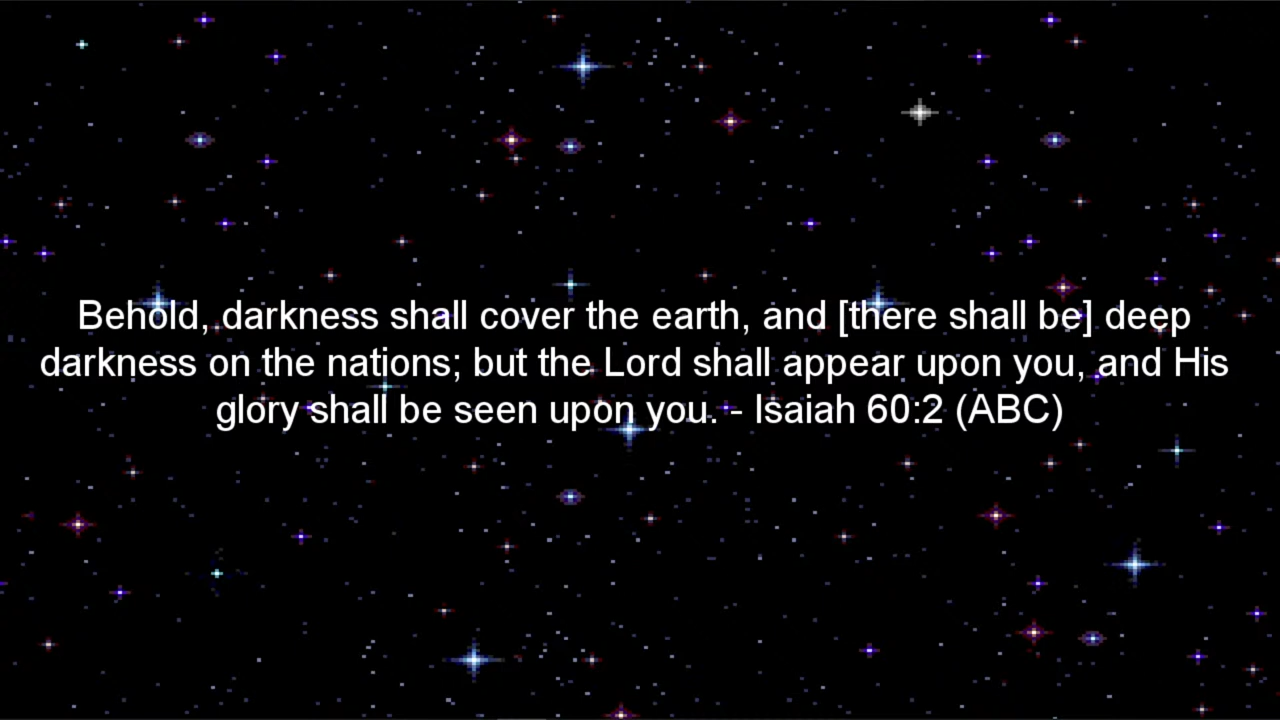 Behold, darkness shall cover the earth, and [there shall be] deep
darkness on the nations; but the Lord shall appear upon you, and His
glory shall be seen upon you. - Isaiah 60:2 (ABC)